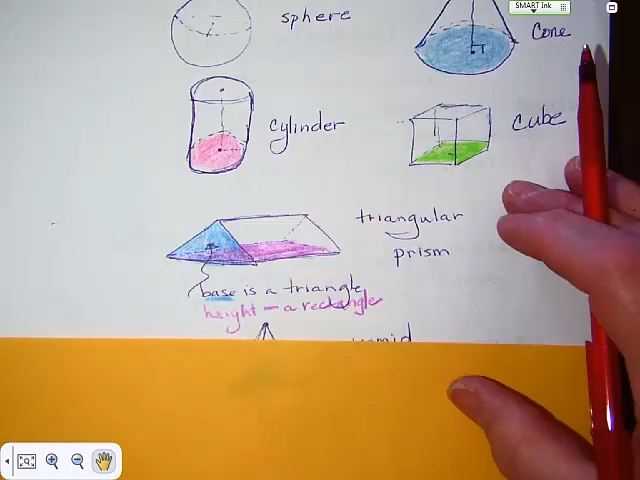 SMART Ink
sphere
Cone
cylinder
cube
triangular
prism
base is a triangle
height - a rectangle